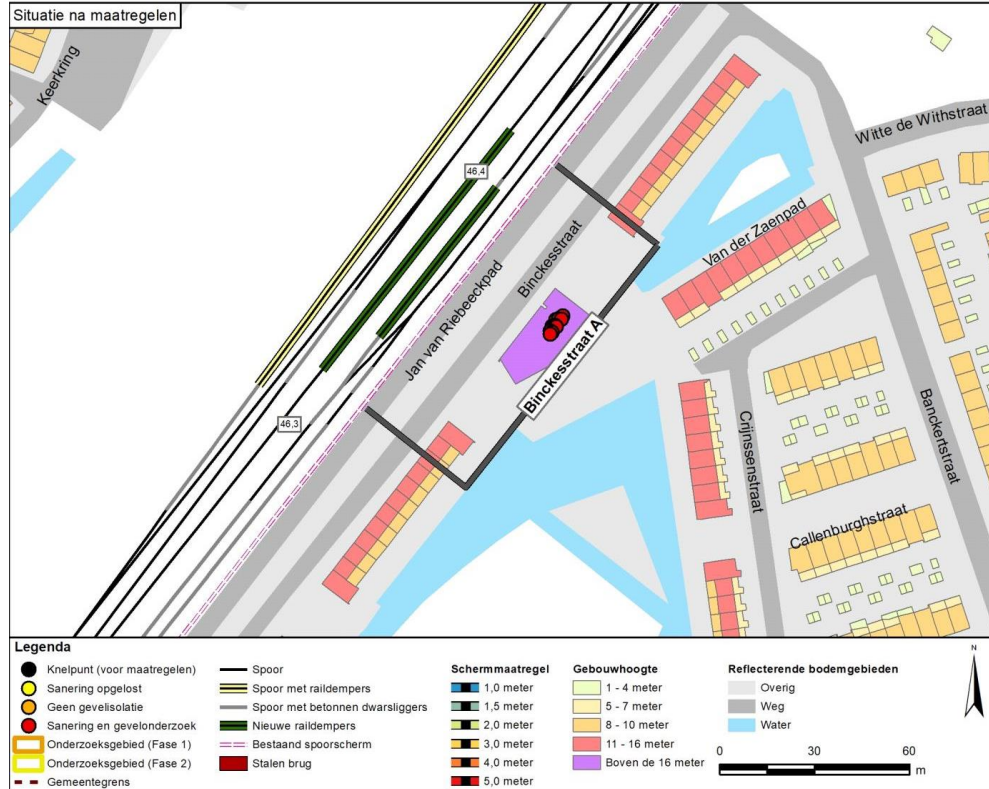 Situatie na maatregelen
Keerkring
Witte de Withstraat
46,4
Van der Zaenpad
Binckesstraat
Jan van Riebeeckpad
Binckesstraat A
46,3
Crijnssenstraat
Banckertstraat
Callenburghstraat
Legenda
Knelpunt (voor maatregelen)
Sanering opgelost
Geen gevelisolatie
Sanering en gevelonderzoek
Onderzoeksgebied (Fase 1)
Onderzoeksgebied (Fase 2)
Gemeentegrens
Spoor
Spoor met raildempers
Spoor met betonnen dwarsliggers
Nieuwe raildempers
Bestaand spoorscherm
Stalen brug
Schermmaatregel
1,0 meter
1,5 meter
2,0 meter
3,0 meter
4,0 meter
5,0 meter
Gebouwhoogte
1 - 4 meter
5 - 7 meter
8 - 10 meter
11 - 16 meter
Boven de 16 meter
Reflecterende bodemgebieden
Overig
Weg
Water
N
0 30 60
m